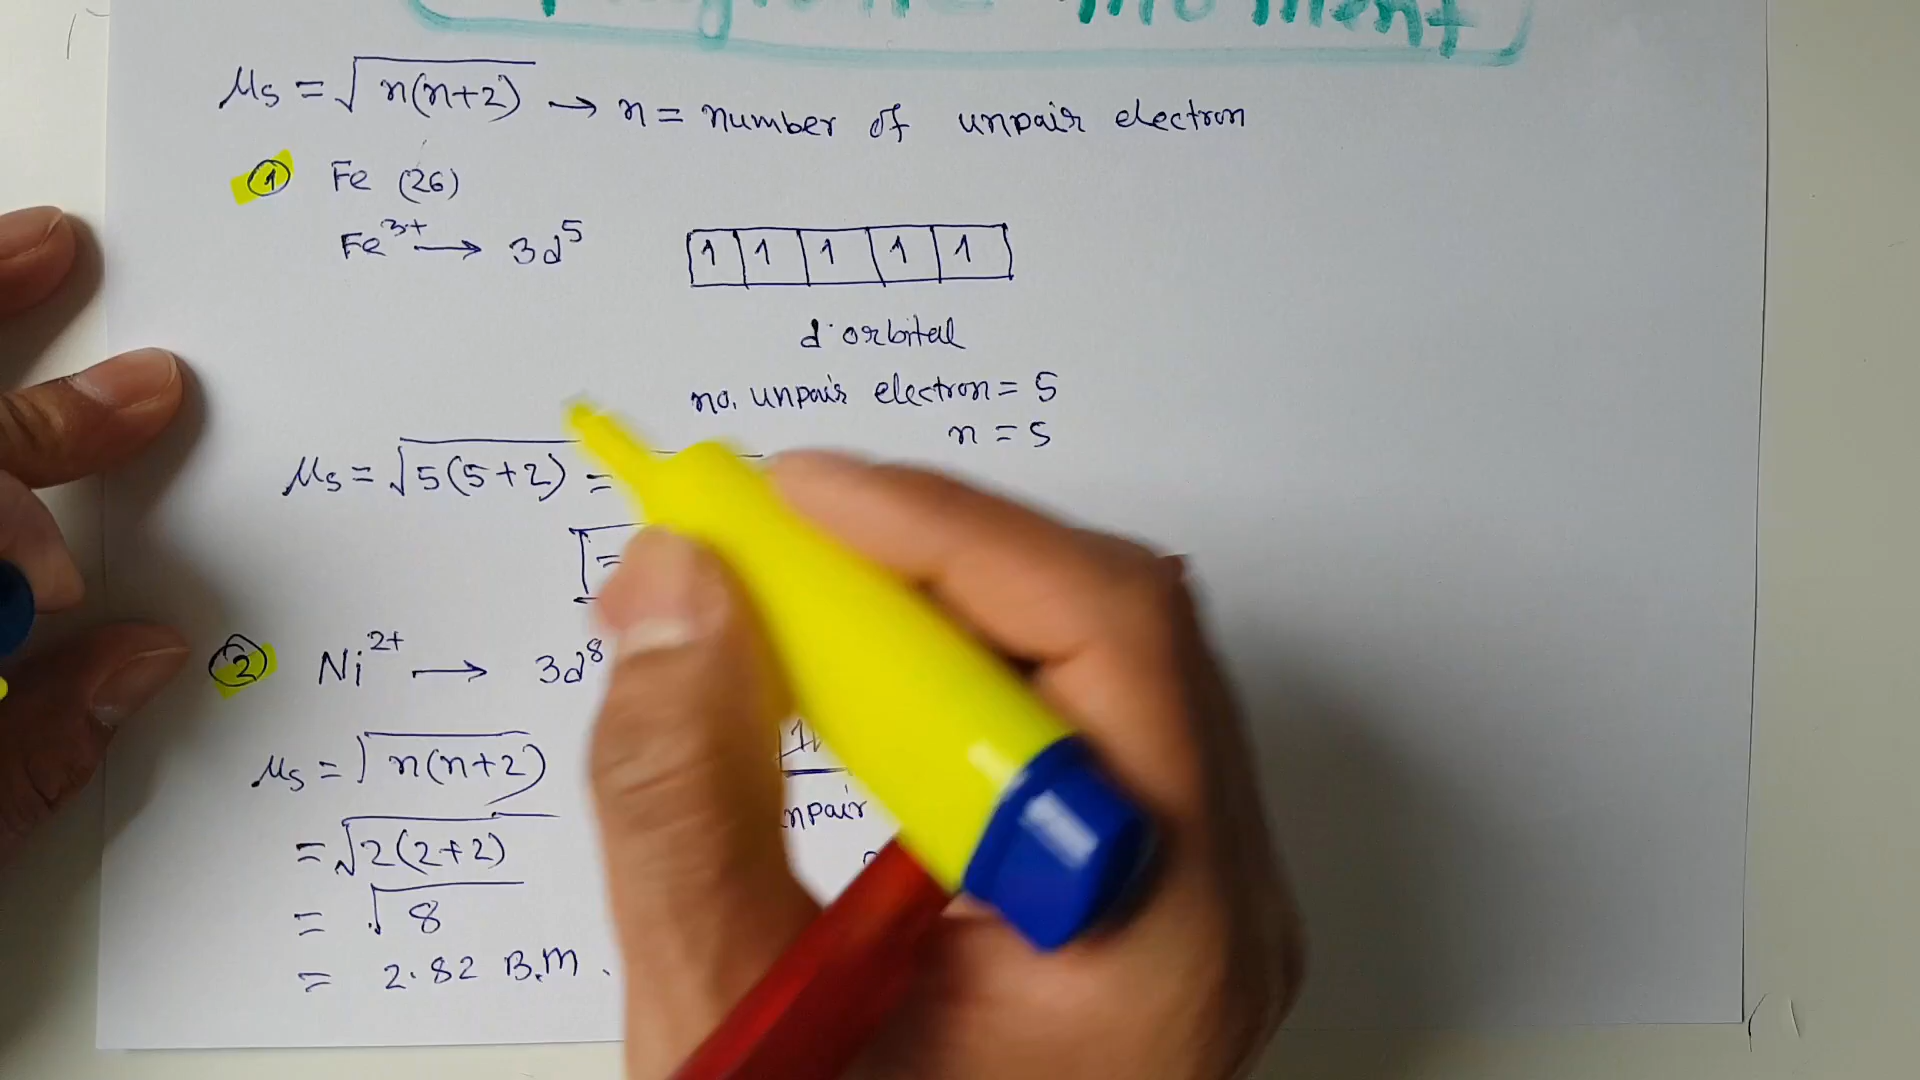 moment
μs = √n(n+2) → n = number of unpair electron
① Fe (26)
Fe³⁺ → 3d⁵
1 1 1 1 1
d orbital
no. unpair electron = 5
n = 5
μs = √5(5+2) =
=
② Ni²⁺ → 3d⁸
μs = √n(n+2)
npair
= √2(2+2)
= √8
= 2.82 B.M.